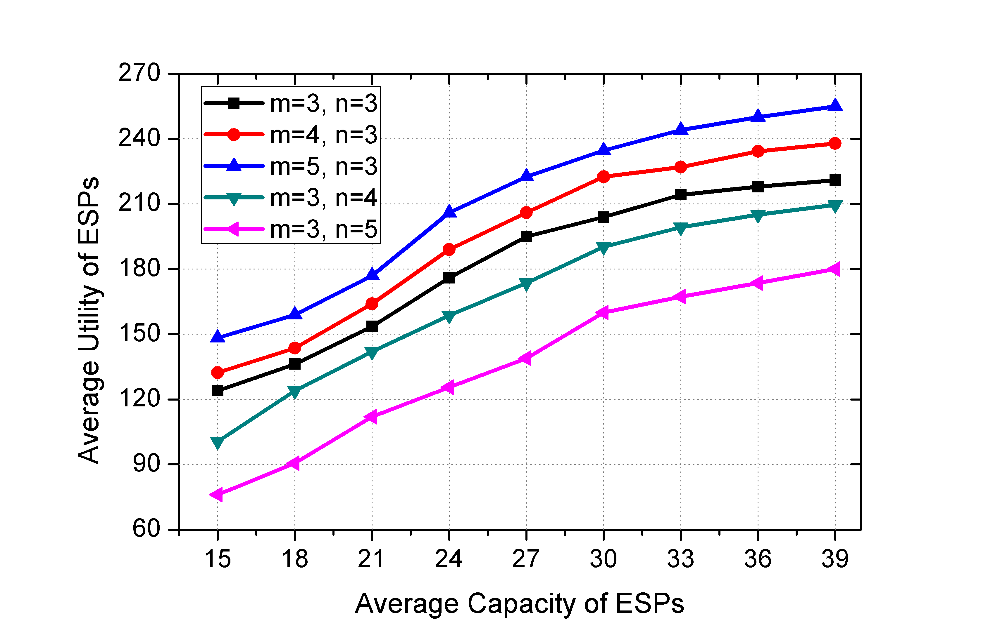 270
240
210
180
150
120
90
60
Average Utility of ESPs
m=3, n=3
m=4, n=3
m=5, n=3
m=3, n=4
m=3, n=5
15 18 21 24 27 30 33 36 39
Average Capacity of ESPs